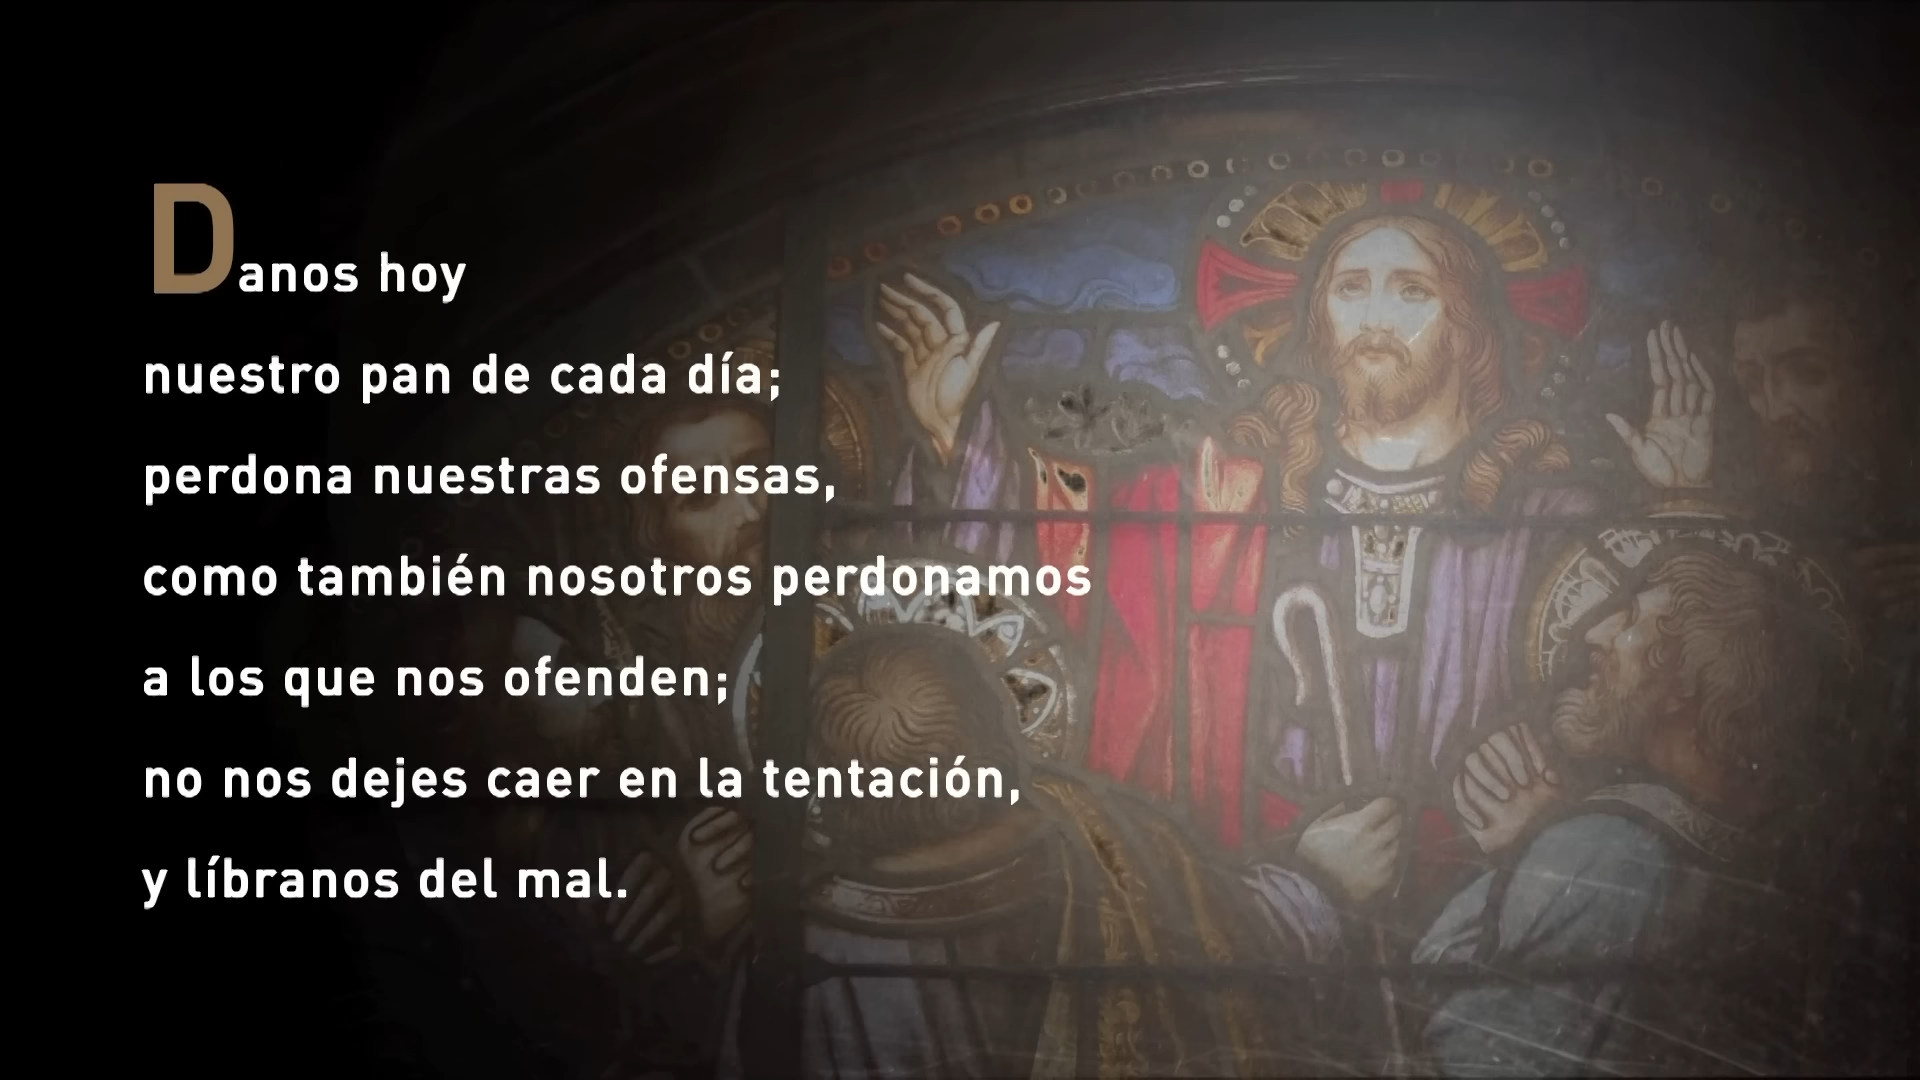 Danos hoy
nuestro pan de cada día;
perdona nuestras ofensas,
como también nosotros perdonamos
a los que nos ofenden;
no nos dejes caer en la tentación,
y líbranos del mal.